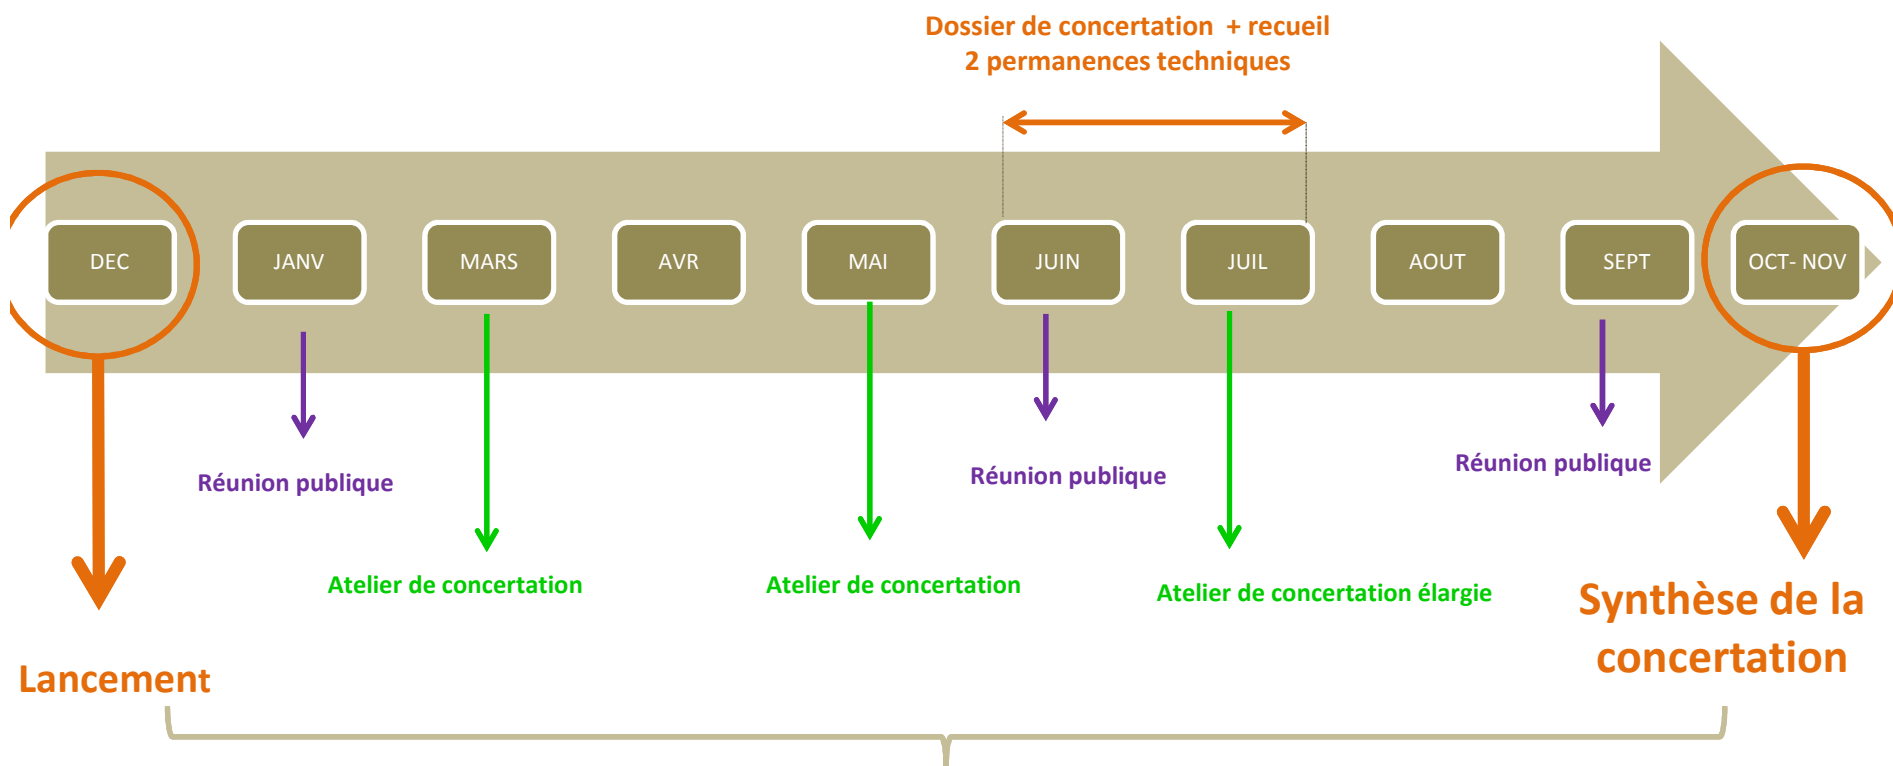 Dossier de concertation + recueil
2 permanences techniques
DEC
JANV
MARS
AVR
MAI
JUIN
JUIL
AOUT
SEPT
OCT- NOV
Réunion publique
Réunion publique
Réunion publique
Atelier de concertation
Atelier de concertation
Atelier de concertation élargie
Synthèse de la
concertation
Lancement